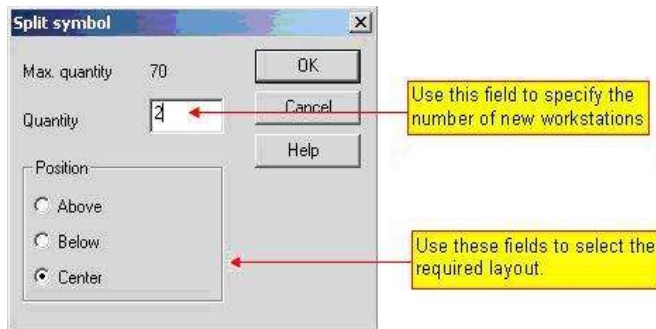 Split symbol
Max. quantity 70
OK
Quantity 2
Cancel
Help
Position
Above
Below
Center
Use this field to specify the
number of new workstations
Use these fields to select the
required layout.